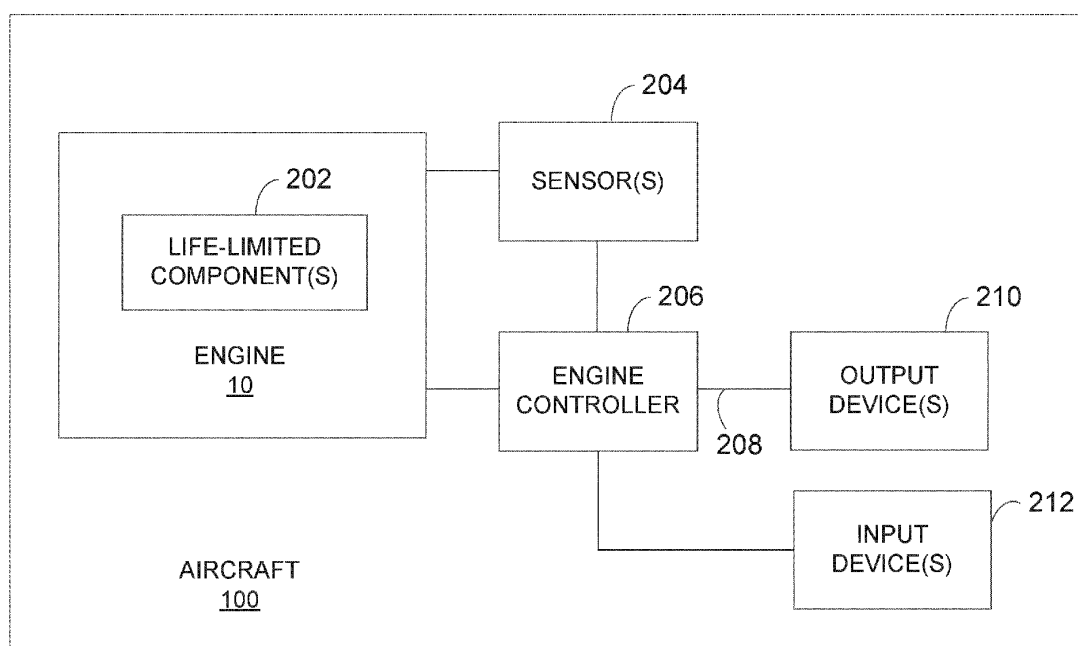 204
SENSOR(S)
202
LIFE-LIMITED
COMPONENT(S)
ENGINE
10
206
ENGINE
CONTROLLER
208
210
OUTPUT
DEVICE(S)
212
INPUT
DEVICE(S)
AIRCRAFT
100